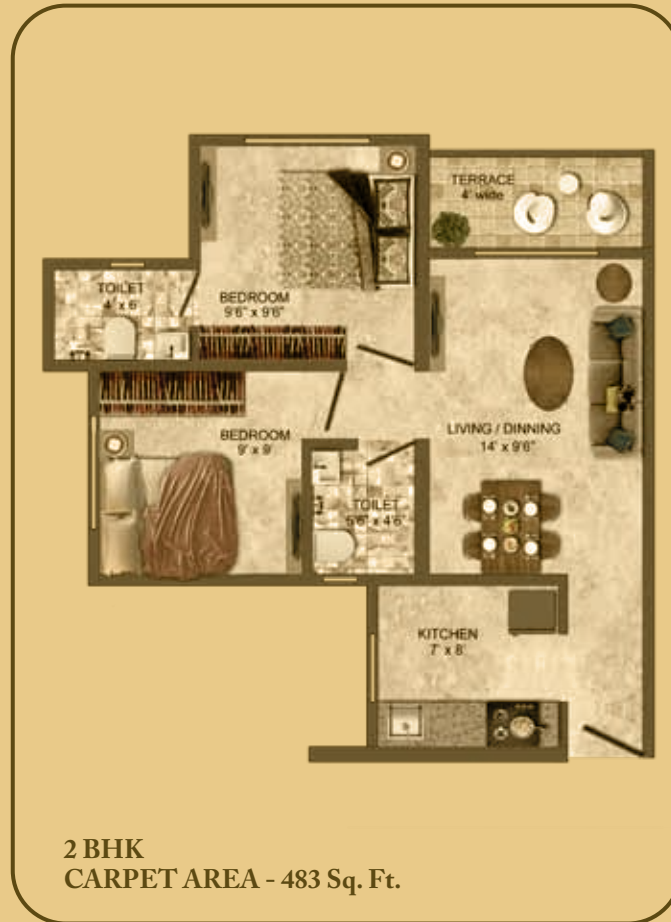 TERRACE
4' wide
TOILET
4' x 6'
BEDROOM
9'6" x 9'6"
BEDROOM
9' x 9'
LIVING / DINNING
14' x 9'6"
TOILET
5'6" x 4'6"
KITCHEN
7' x 8'
2 BHK
CARPET AREA - 483 Sq. Ft.